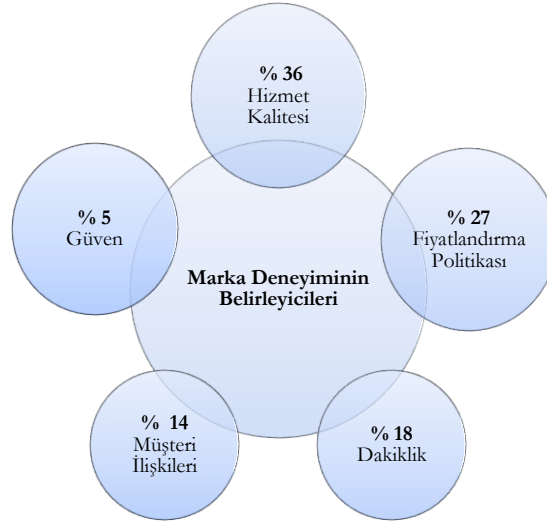 % 36
Hizmet
Kalitesi
% 5
Güven
% 27
Fiyatlandırma
Politikası
Marka Deneyiminin
Belirleyicileri
% 14
Müşteri
İlişkileri
% 18
Dakiklik